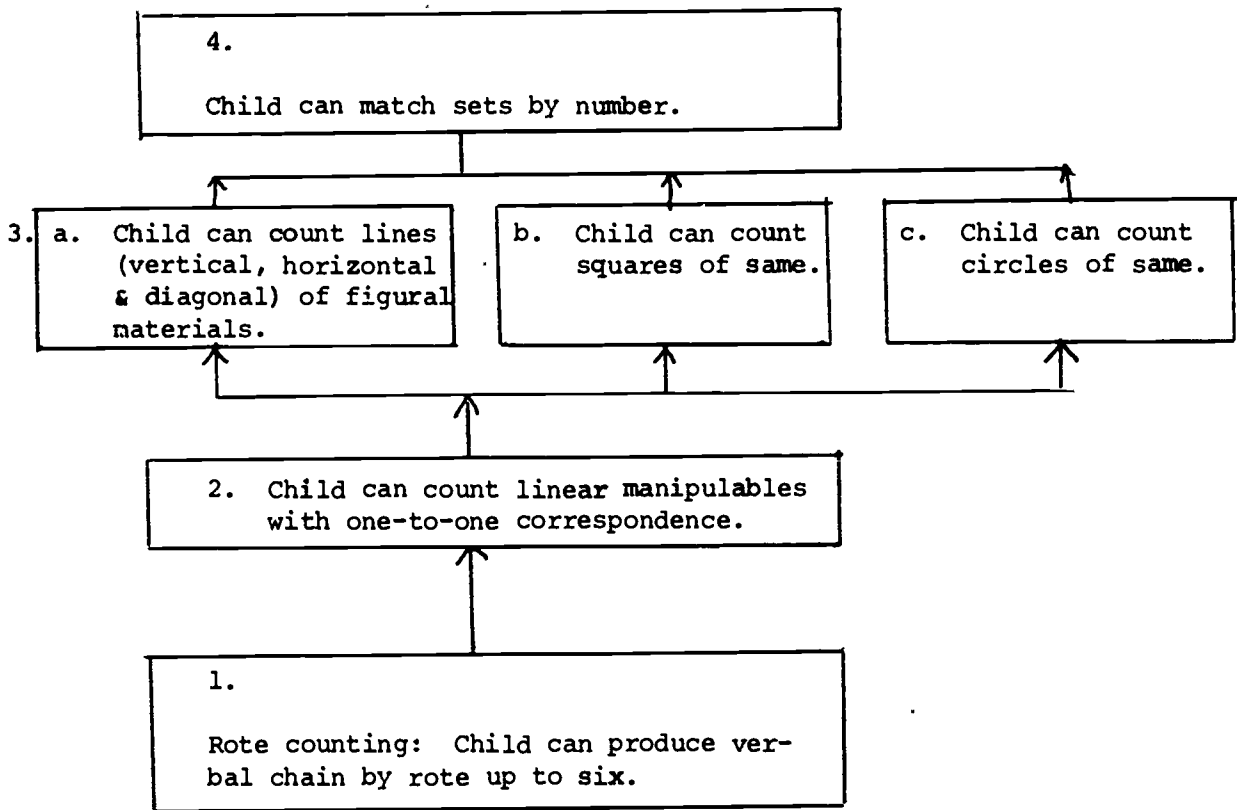 4.
Child can match sets by number.
3. a. Child can count lines
(vertical, horizontal
& diagonal) of figural
materials.
b. Child can count
squares of same.
c. Child can count
circles of same.
2. Child can count linear manipulables
with one-to-one correspondence.
1.
Rote counting: Child can produce ver-
bal chain by rote up to six.